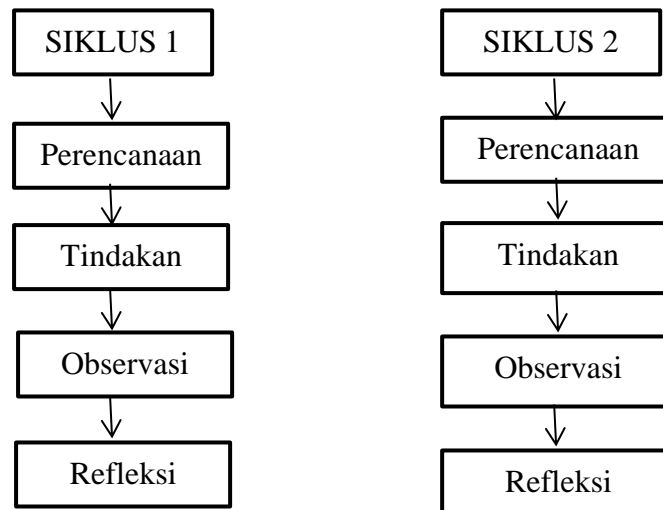 SIKLUS 1
Perencanaan
Tindakan
Observasi
Refleksi
SIKLUS 2
Perencanaan
Tindakan
Observasi
Refleksi